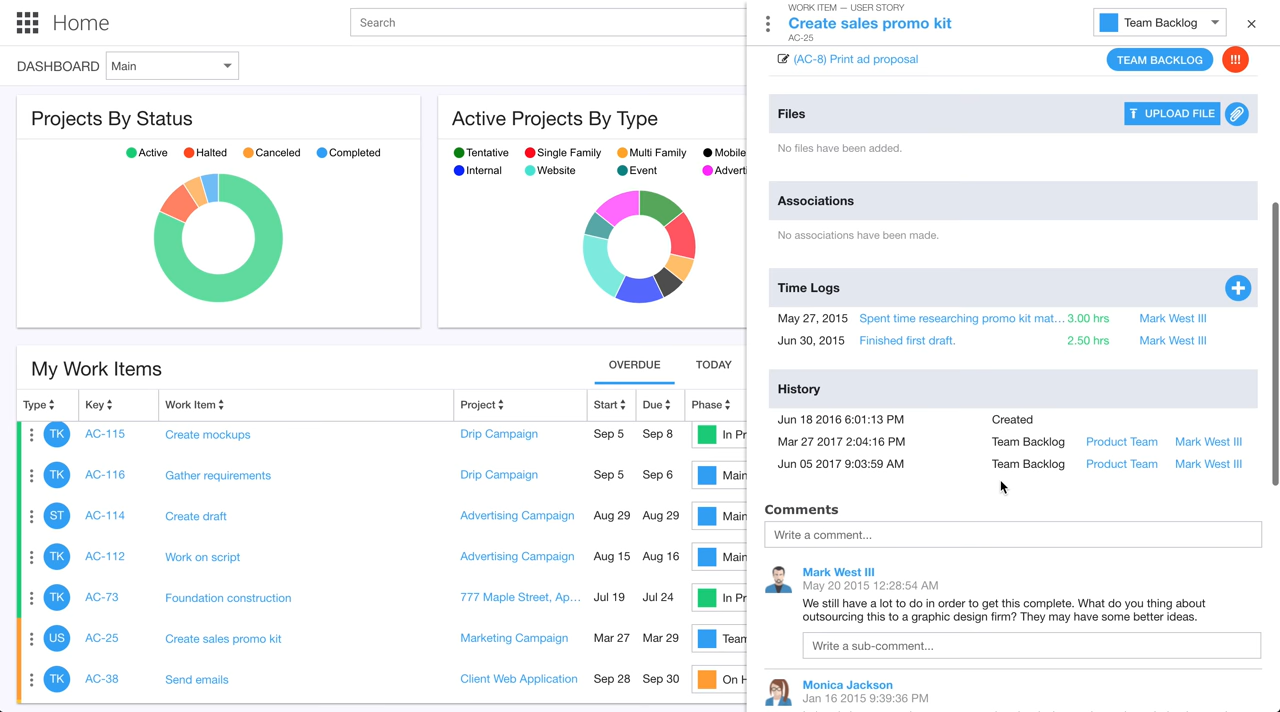 Home
Search
DASHBOARD
Main
Projects By Status
Active Halted Canceled Completed
Active Projects By Type
Tentative Single Family Multi Family Mobile
Internal Website Event
My Work Items
OVERDUE TODAY
Type Key Work Item Project Start Due Phase
TK AC-115 Create mockups Drip Campaign Sep 5 Sep 8 In Pr
TK AC-116 Gather requirements Drip Campaign Sep 5 Sep 6 Main
ST AC-114 Create draft Advertising Campaign Aug 29 Aug 29 Main
TK AC-112 Work on script Advertising Campaign Aug 15 Aug 16 Main
TK AC-73 Foundation construction 777 Maple Street, Ap... Jul 19 Jul 24 In Pr
US AC-25 Create sales promo kit Marketing Campaign Mar 27 Mar 29 Team
TK AC-38 Send emails Client Web Application Sep 28 Sep 30 On H
WORK ITEM — USER STORY
Create sales promo kit
AC-25
Team Backlog
(AC-8) Print ad proposal
TEAM BACKLOG
!!!
Files
UPLOAD FILE
No files have been added.
Associations
No associations have been made.
Time Logs
May 27, 2015 Spent time researching promo kit mat... 3.00 hrs Mark West III
Jun 30, 2015 Finished first draft. 2.50 hrs Mark West III
History
Jun 18 2016 6:01:13 PM Created
Mar 27 2017 2:04:16 PM Team Backlog Product Team Mark West III
Jun 05 2017 9:03:59 AM Team Backlog Product Team Mark West III
Comments
Write a comment...
Mark West III
May 20 2015 12:28:54 AM
We still have a lot to do in order to get this complete. What do you thing about
outsourcing this to a graphic design firm? They may have some better ideas.
Write a sub-comment...
Monica Jackson
Jan 16 2015 9:39:36 PM